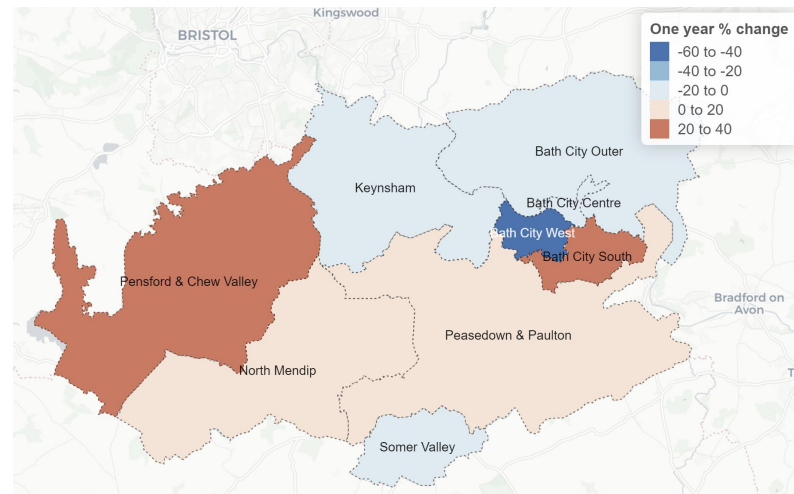 Kingswood
BRISTOL
One year % change
-60 to -40
-40 to -20
-20 to 0
0 to 20
20 to 40
Bath City Outer
Keynsham
Bath City Centre
Bath City West
Bath City South
Pensford & Chew Valley
Bradford on
Avon
Peasedown & Paulton
North Mendip
T
Somer Valley